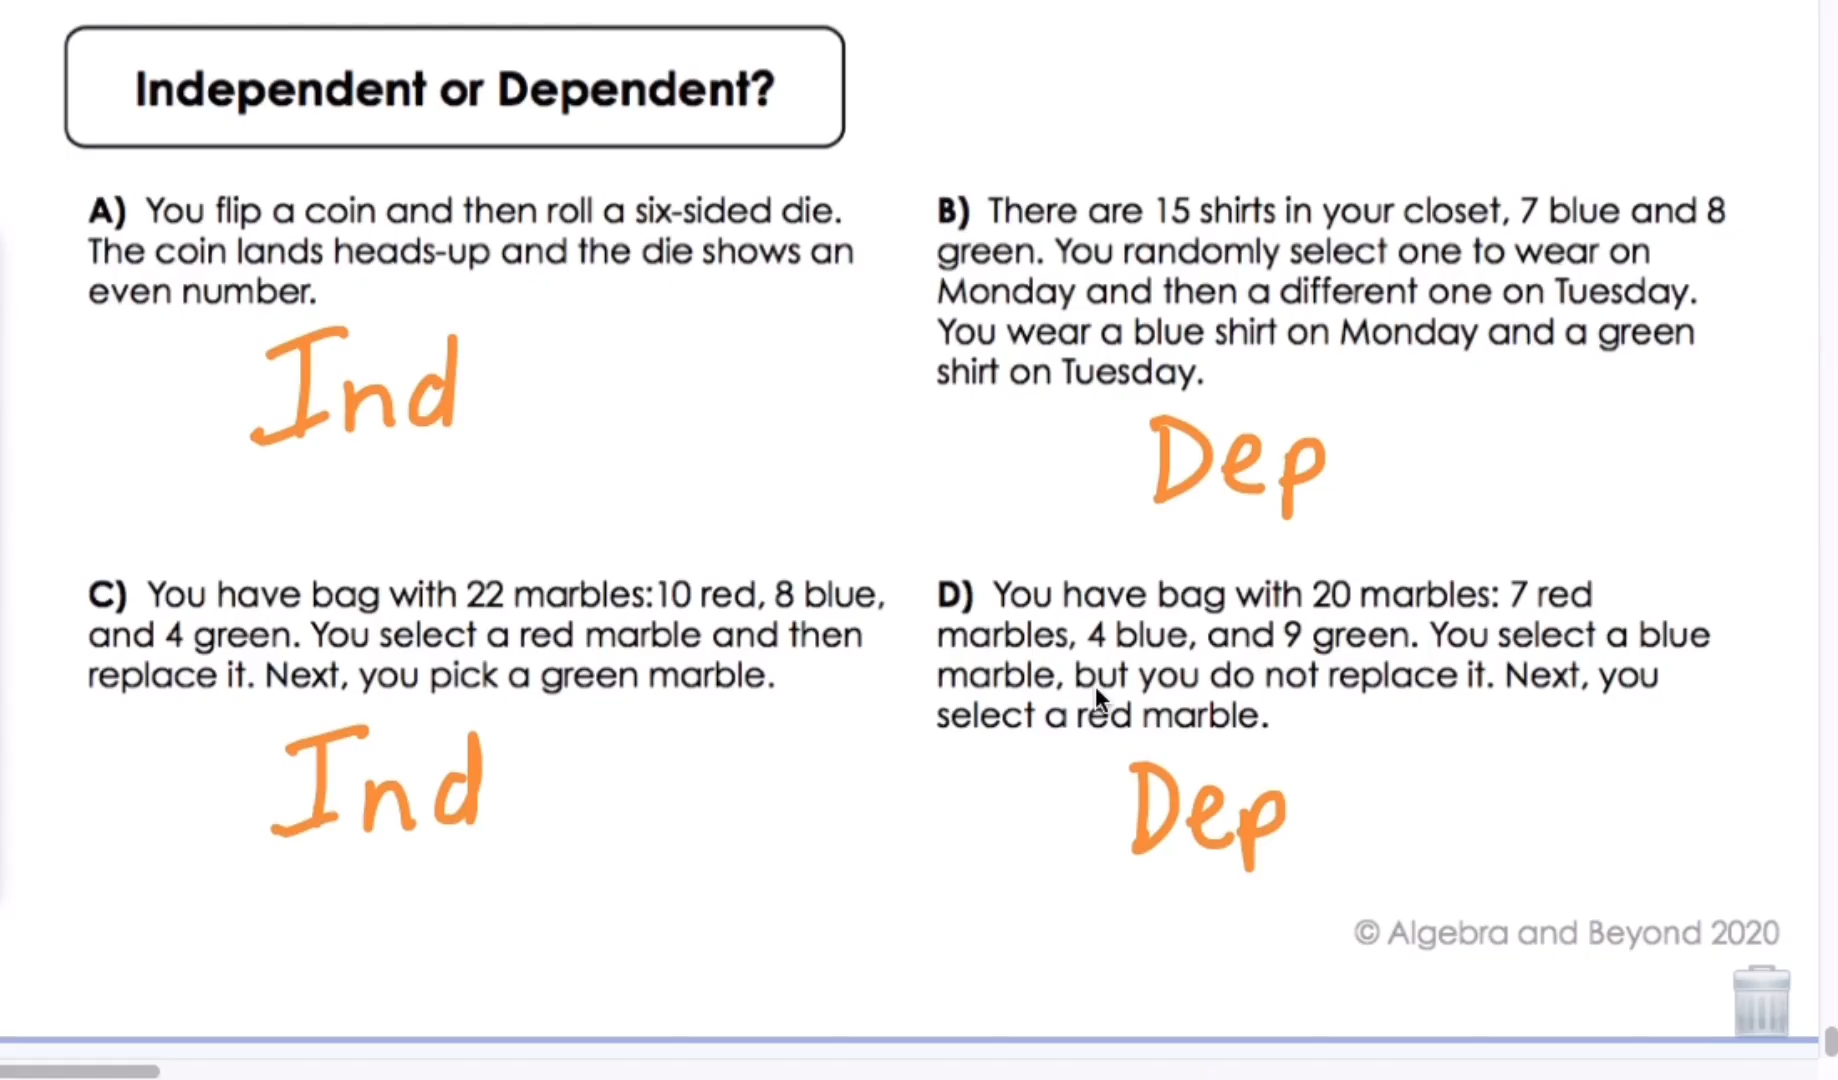 Independent or Dependent?
A) You flip a coin and then roll a six-sided die.
The coin lands heads-up and the die shows an
even number.
Ind
B) There are 15 shirts in your closet, 7 blue and 8
green. You randomly select one to wear on
Monday and then a different one on Tuesday.
You wear a blue shirt on Monday and a green
shirt on Tuesday.
Dep
C) You have bag with 22 marbles:10 red, 8 blue,
and 4 green. You select a red marble and then
replace it. Next, you pick a green marble.
Ind
D) You have bag with 20 marbles: 7 red
marbles, 4 blue, and 9 green. You select a blue
marble, but you do not replace it. Next, you
select a red marble.
Dep
© Algebra and Beyond 2020